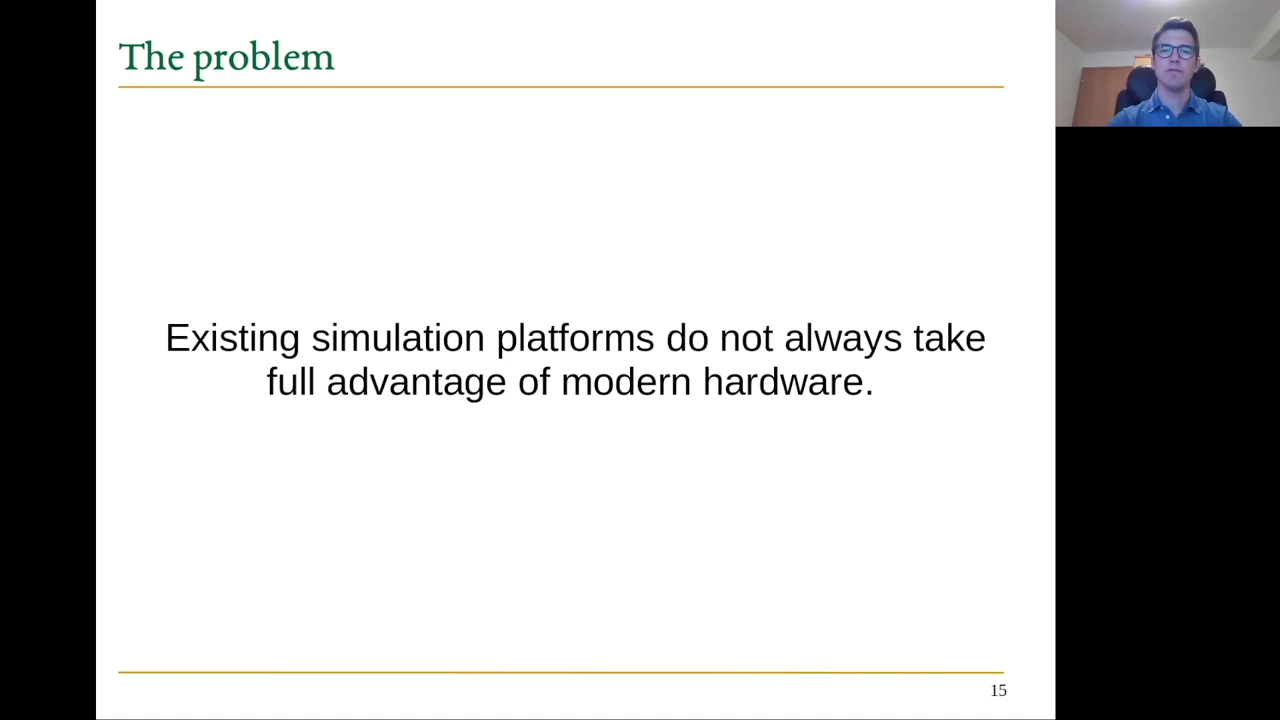 The problem
Existing simulation platforms do not always take
full advantage of modern hardware.
15